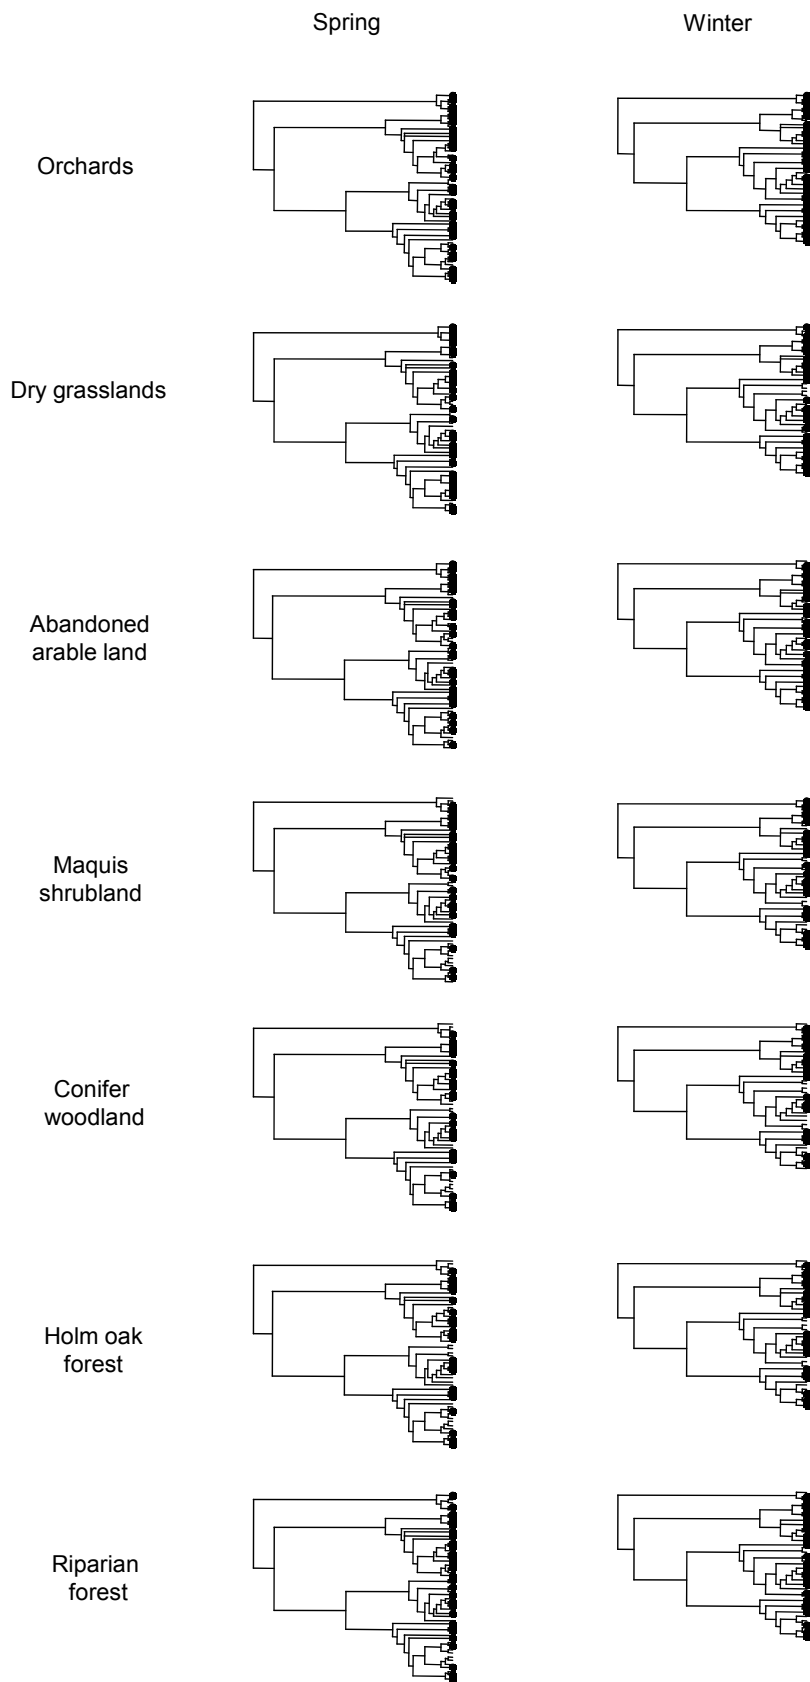 Spring
Winter
Orchards
Dry grasslands
Abandoned
arable land
Maquis
shrubland
Conifer
woodland
Holm oak
forest
Riparian
forest